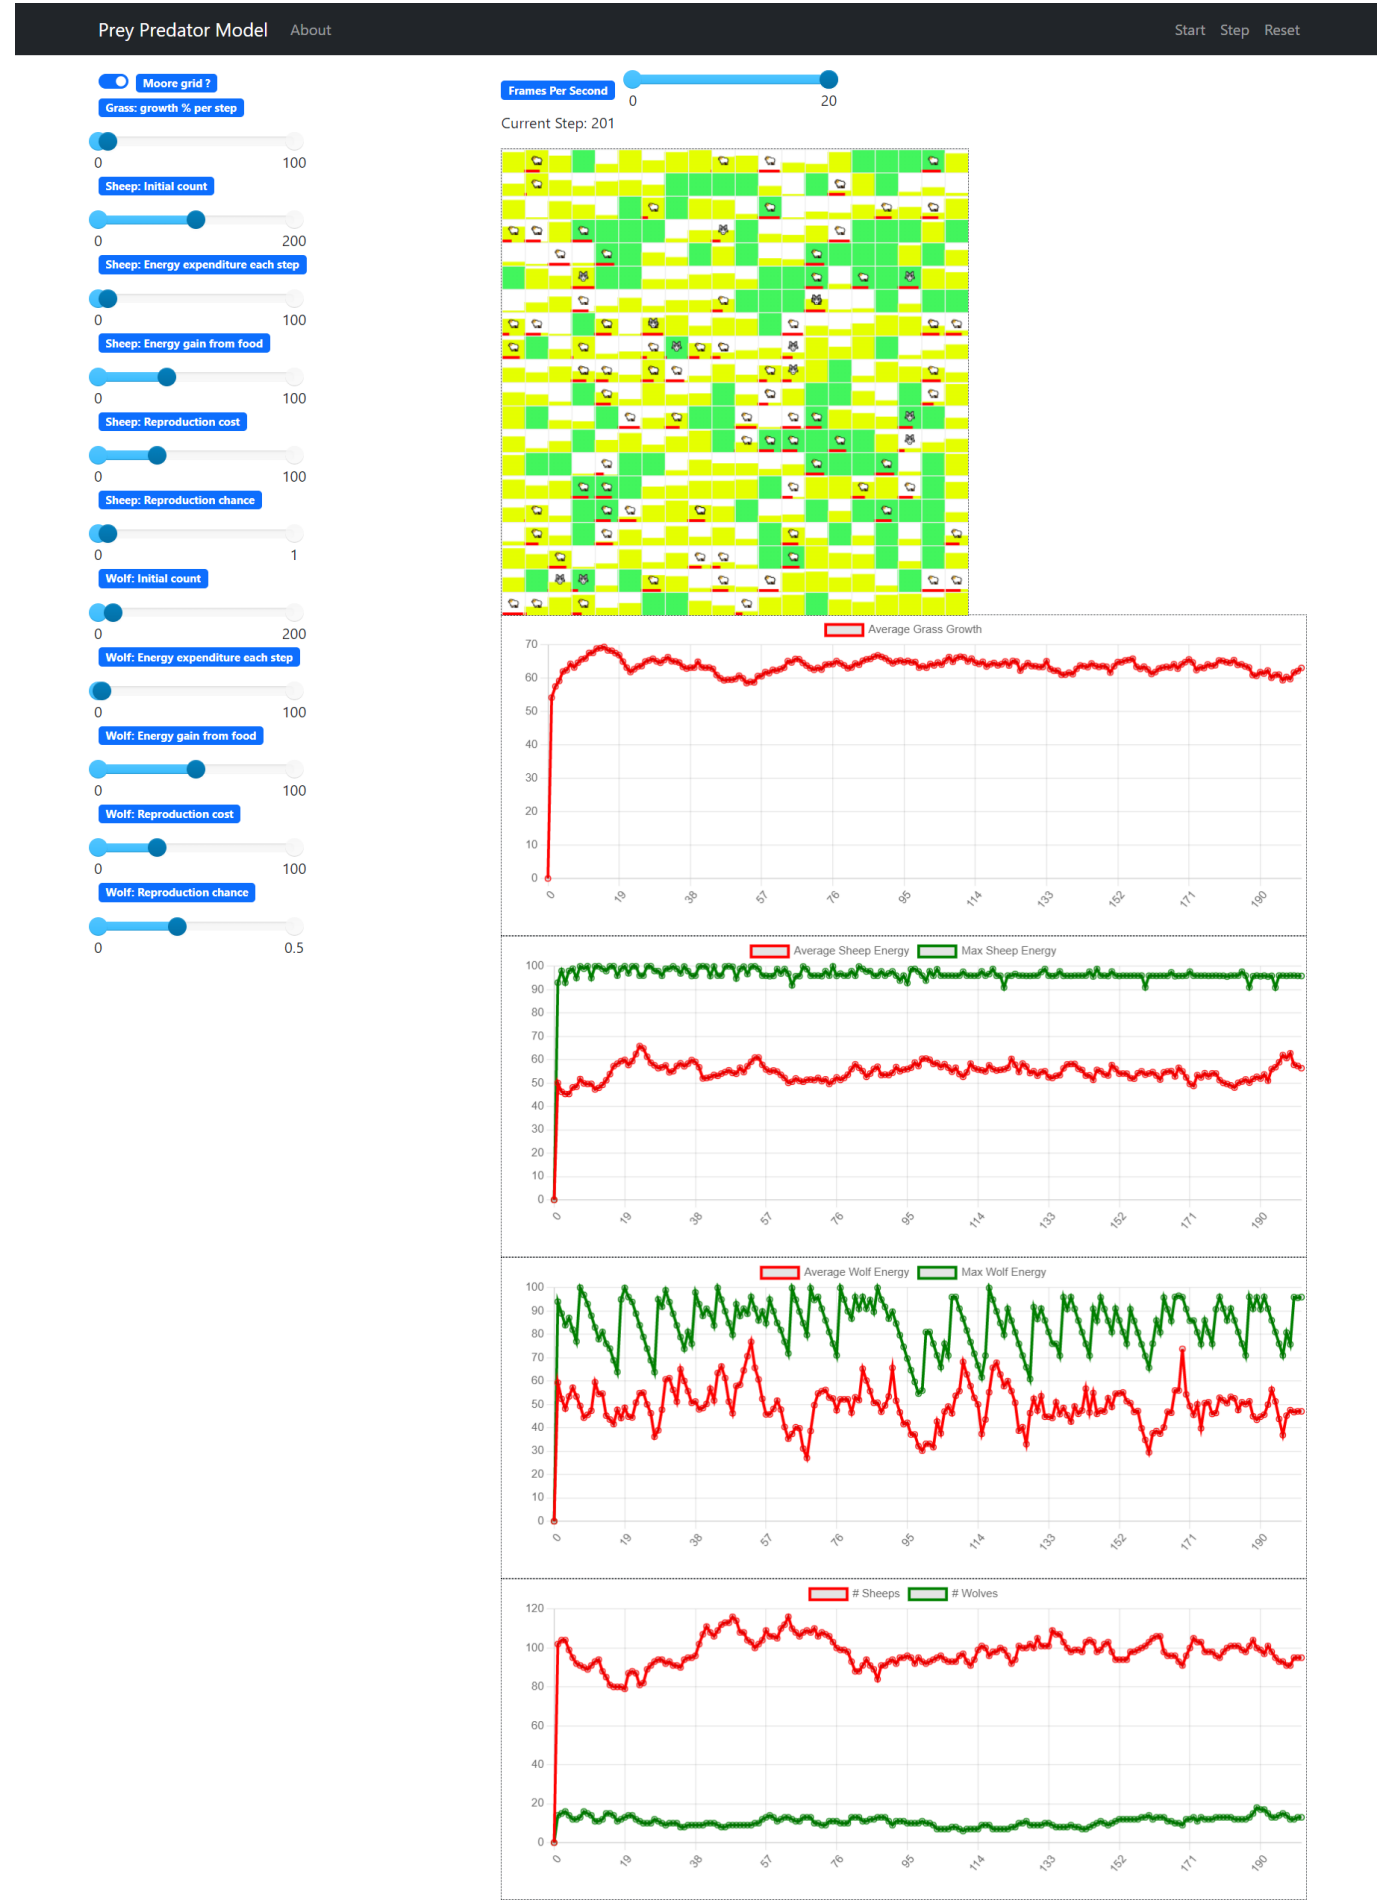 Prey Predator Model About Start Step Reset
Moore grid ?
Grass: growth % per step
0 100
Sheep: Initial count
0 200
Sheep: Energy expenditure each step
0 100
Sheep: Energy gain from food
0 100
Sheep: Reproduction cost
0 100
Sheep: Reproduction chance
0 1
Wolf: Initial count
0 200
Wolf: Energy expenditure each step
0 100
Wolf: Energy gain from food
0 100
Wolf: Reproduction cost
0 100
Wolf: Reproduction chance
0 0.5
Frames Per Second
0 20
Current Step: 201
Average Grass Growth
70
60
50
40
30
20
10
0
0 19 38 57 76 95 114 133 152 171 190
Average Sheep Energy Max Sheep Energy
100
90
80
70
60
50
40
30
20
10
0
0 19 38 57 76 95 114 133 152 171 190
Average Wolf Energy Max Wolf Energy
100
90
80
70
60
50
40
30
20
10
0
0 19 38 57 76 95 114 133 152 171 190
# Sheeps # Wolves
120
100
80
60
40
20
0
0 19 38 57 76 95 114 133 152 171 190